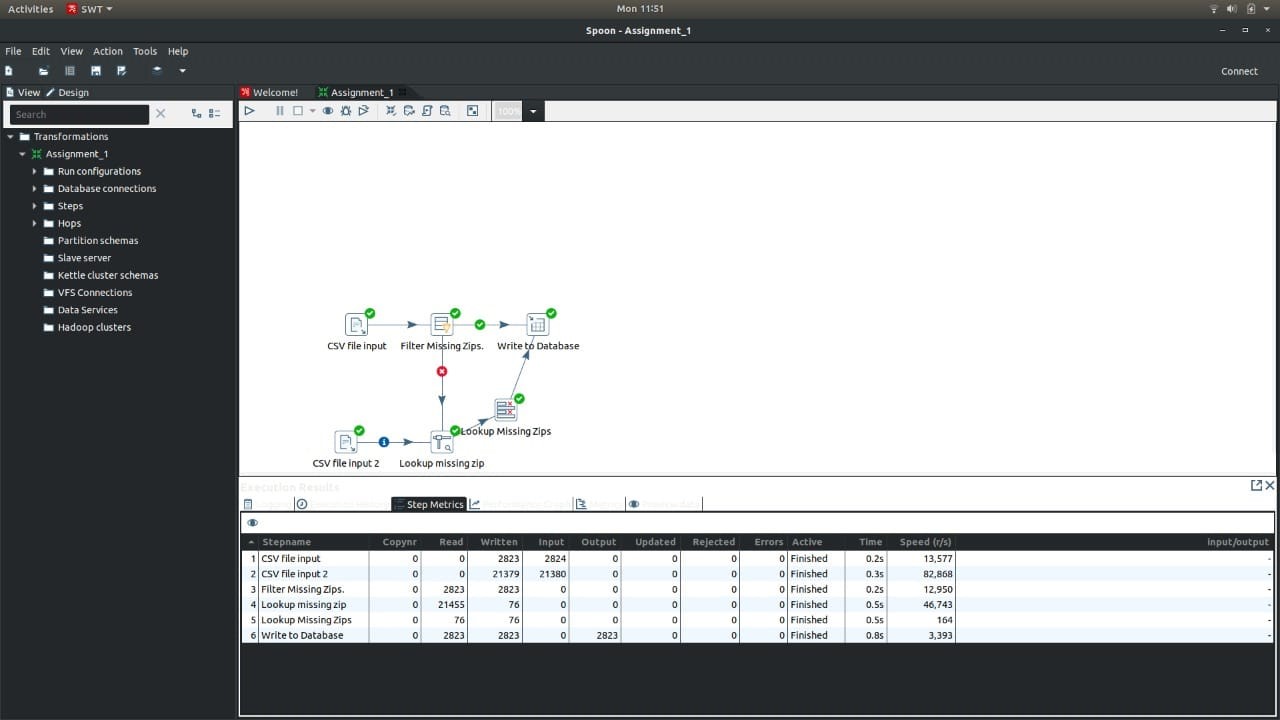 Activities SWT Mon 11:51
Spoon - Assignment_1
File Edit View Action Tools Help
Connect
View Design Welcome! Assignment_1
Search 100%
Transformations
Assignment_1
Run configurations
Database connections
Steps
Hops
Partition schemas
Slave server
Kettle cluster schemas
VFS Connections
Data Services
Hadoop clusters
CSV file input Filter Missing Zips. Write to Database
Lookup Missing Zips
CSV file input 2 Lookup missing zip
Execution Results
Step Metrics
Stepname Copynr Read Written Input Output Updated Rejected Errors Active Time Speed (r/s) input/output
1 CSV file input 0 0 2823 2824 0 0 0 0 Finished 0.2s 13,577 -
2 CSV file input 2 0 0 21379 21380 0 0 0 0 Finished 0.3s 82,868 -
3 Filter Missing Zips. 0 2823 2823 0 0 0 0 0 Finished 0.2s 12,950 -
4 Lookup missing zip 0 21455 76 0 0 0 0 0 Finished 0.5s 46,743 -
5 Lookup Missing Zips 0 76 76 0 0 0 0 0 Finished 0.5s 164 -
6 Write to Database 0 2823 2823 0 2823 0 0 0 Finished 0.8s 3,393 -